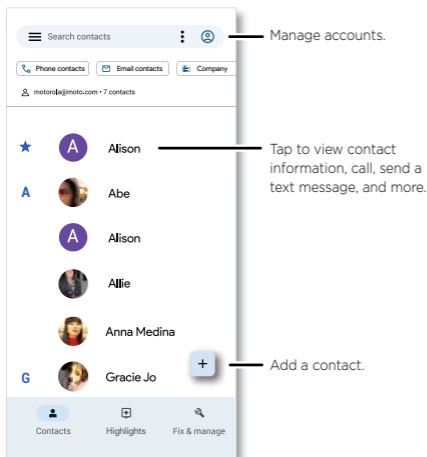 Search contacts
Manage accounts.
Phone contacts
Email contacts
Company
motorola@moto.com • 7 contacts
A
Alison
Tap to view contact
information, call, send a
text message, and more.
A
Abe
A
Alison
Allie
Anna Medina
+
Add a contact.
G
Gracie Jo
Contacts
Highlights
Fix & manage